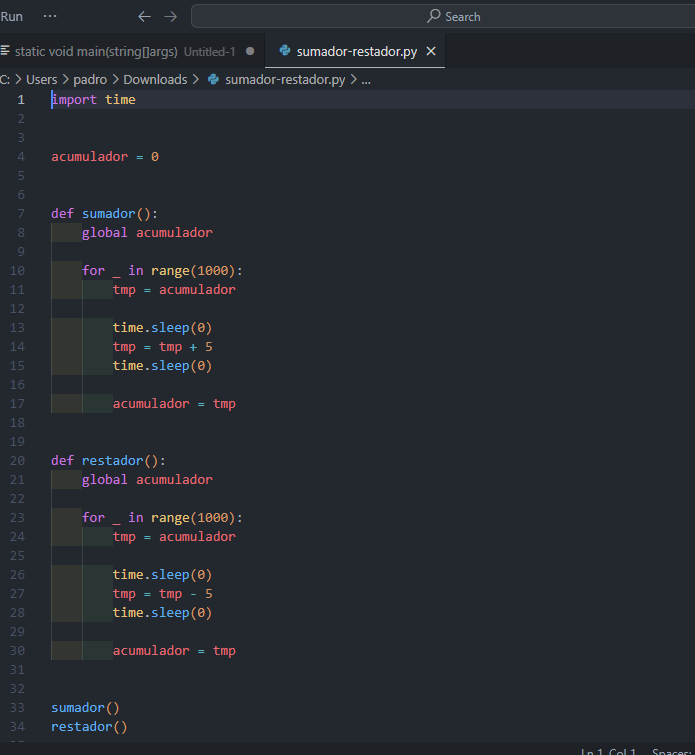 Run ··· ← → Search
static void main(string[]args) Untitled-1 ● sumador-restador.py ×
C: > Users > padro > Downloads > sumador-restador.py > ...
1 import time
2
3
4 acumulador = 0
5
6
7 def sumador():
8     global acumulador
9
10     for _ in range(1000):
11         tmp = acumulador
12
13         time.sleep(0)
14         tmp = tmp + 5
15         time.sleep(0)
16
17         acumulador = tmp
18
19
20 def restador():
21     global acumulador
22
23     for _ in range(1000):
24         tmp = acumulador
25
26         time.sleep(0)
27         tmp = tmp - 5
28         time.sleep(0)
29
30         acumulador = tmp
31
32
33 sumador()
34 restador()
Ln 1, Col 1 Spaces: